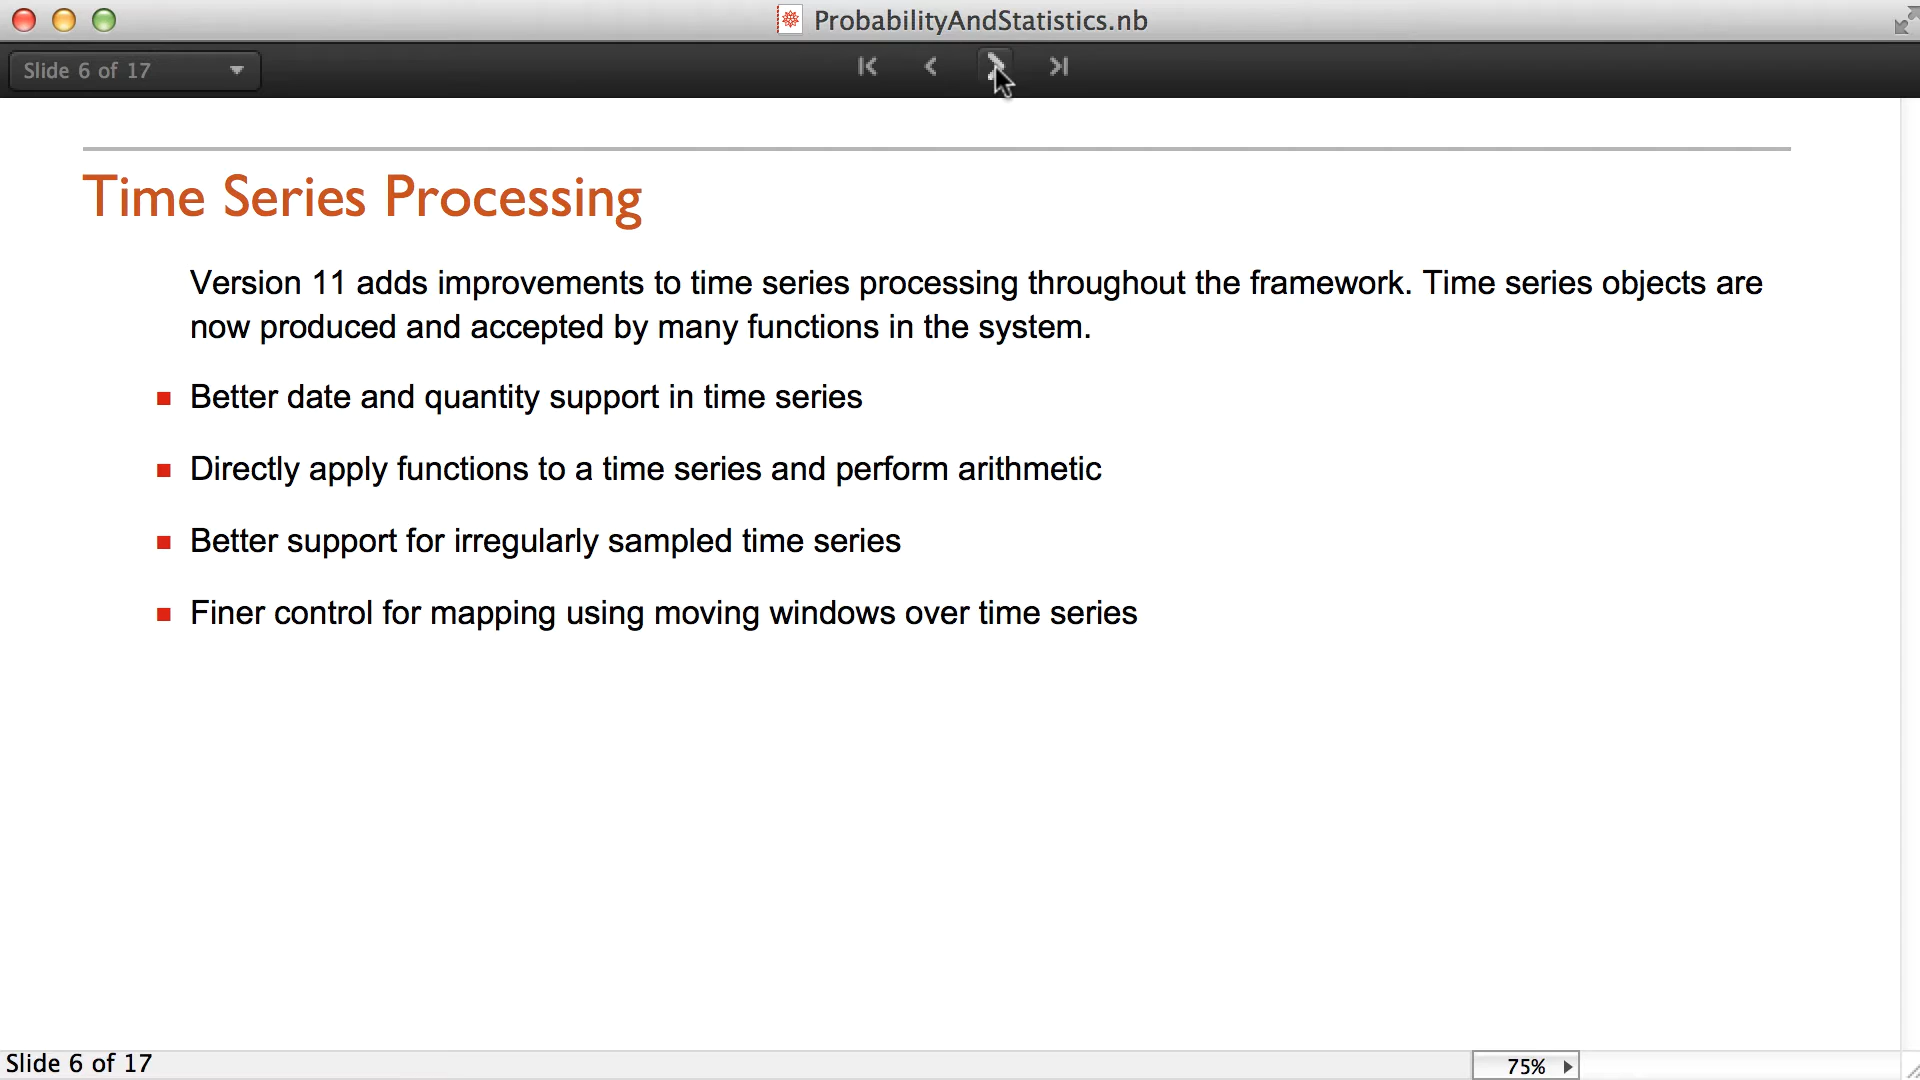 ProbabilityAndStatistics.nb
Slide 6 of 17
Time Series Processing
Version 11 adds improvements to time series processing throughout the framework. Time series objects are
now produced and accepted by many functions in the system.
Better date and quantity support in time series
Directly apply functions to a time series and perform arithmetic
Better support for irregularly sampled time series
Finer control for mapping using moving windows over time series
Slide 6 of 17
75%